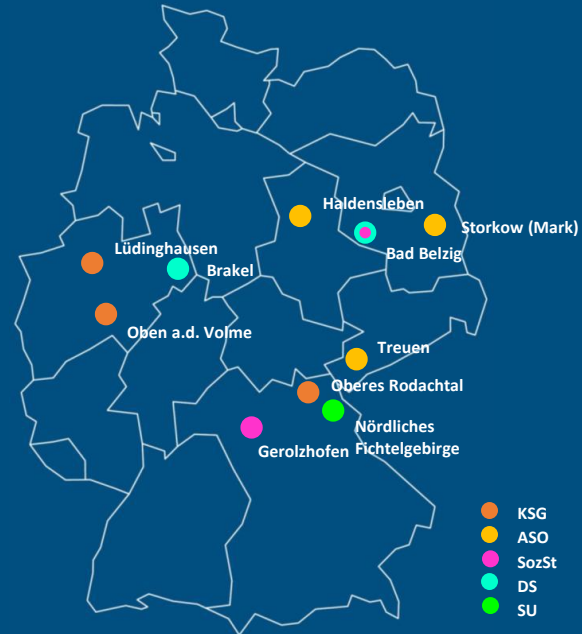 Haldensleben
Storkow (Mark)
Lüdinghausen
Bad Belzig
Brakel
Oben a.d. Volme
Treuen
Oberes Rodachtal
Nördliches
Fichtelgebirge
Gerolzhofen
KSG
ASO
SozSt
DS
SU